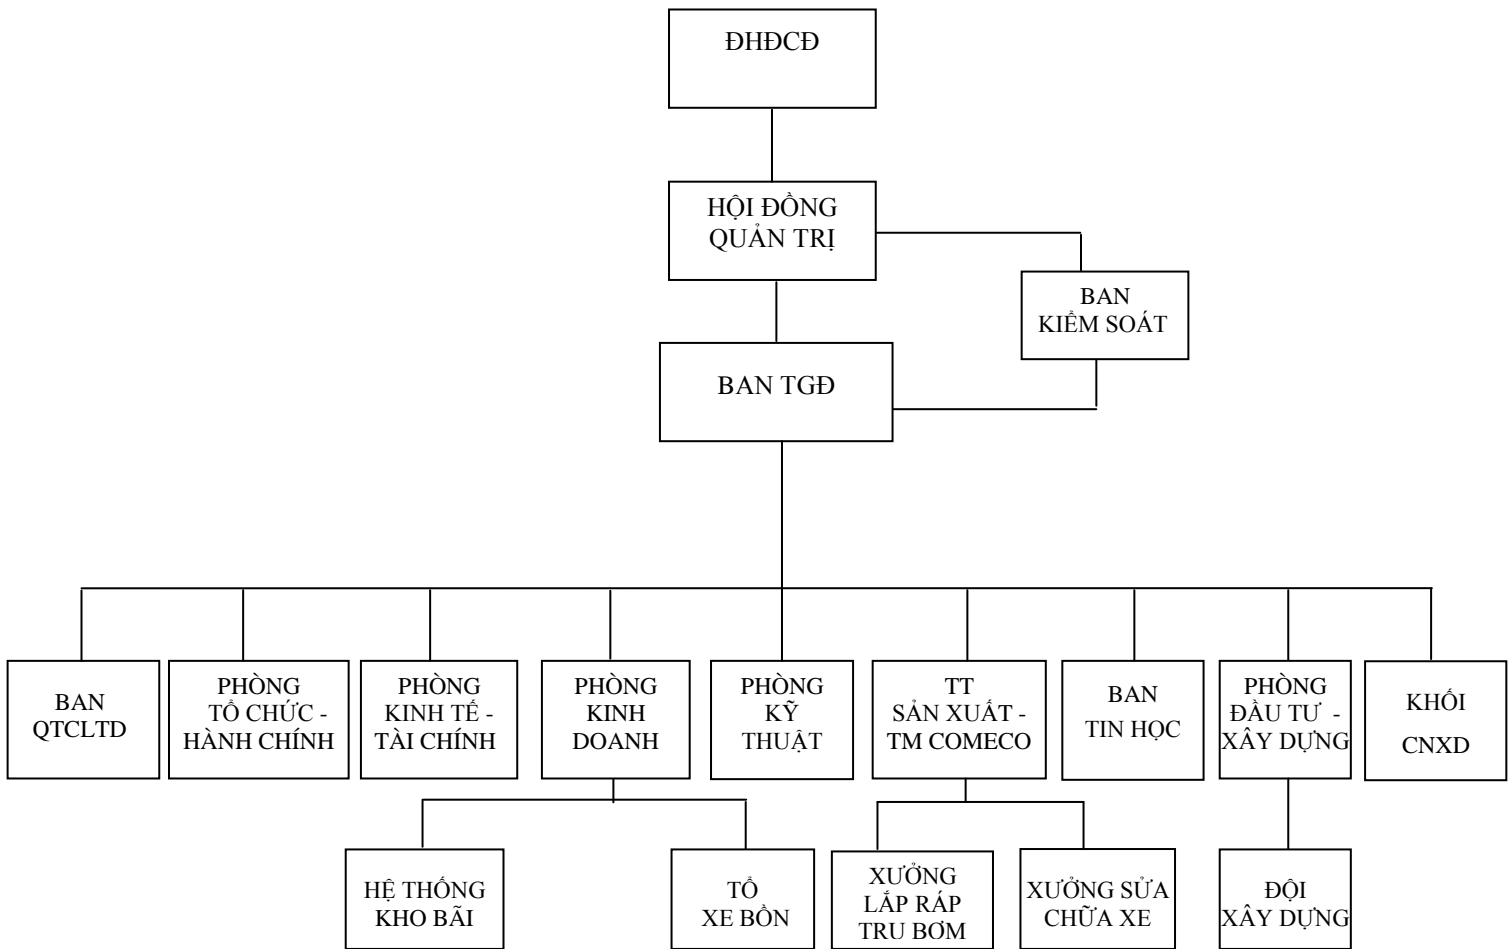 ĐHĐCĐ
HỘI ĐỒNG
QUẢN TRỊ
BAN
KIỂM SOÁT
BAN TGĐ
BAN
QTCLTD
PHÒNG
TỔ CHỨC -
HÀNH CHÍNH
PHÒNG
KINH TẾ -
TÀI CHÍNH
PHÒNG
KINH
DOANH
PHÒNG
KỸ
THUẬT
TT
SẢN XUẤT -
TM COMECO
BAN
TIN HỌC
PHÒNG
ĐẦU TƯ -
XÂY DỰNG
KHỐI
CNXD
HỆ THỐNG
KHO BÃI
TỔ
XE BỒN
XƯỞNG
LẮP RÁP
TRU BƠM
XƯỞNG SỬA
CHỮA XE
ĐỘI
XÂY DỰNG